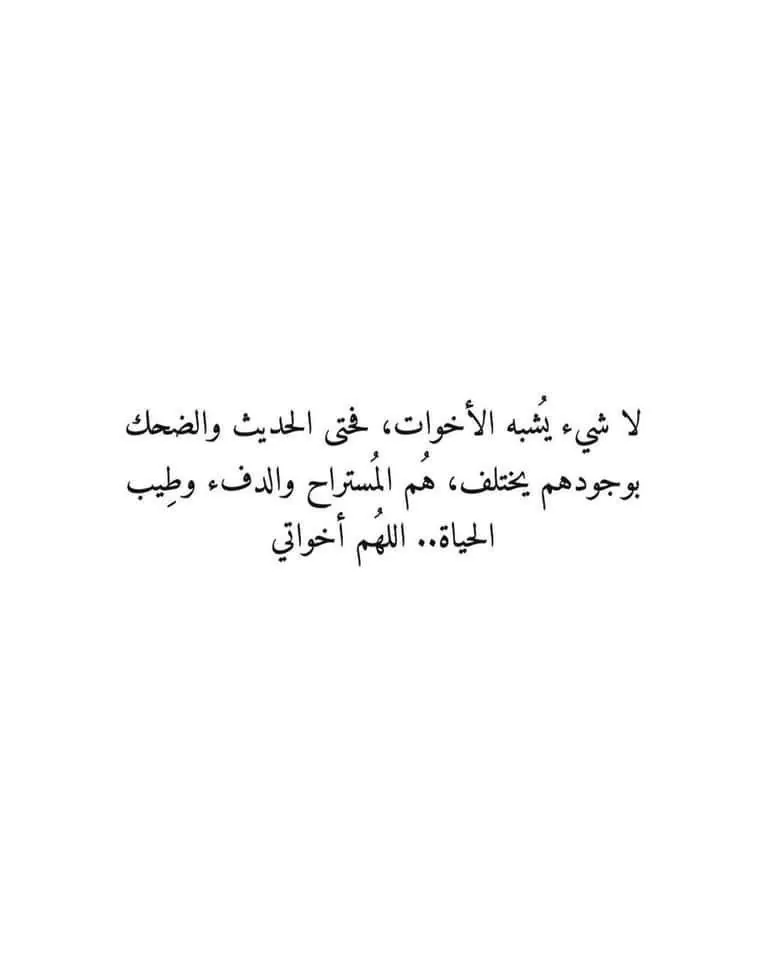 لا شيء يُشبه الأخوات، فحتى الحديث والضحك
بوجودهم يختلف، هُم المُستراح والدفء وطِيب
الحياة.. اللهُم أخواتي